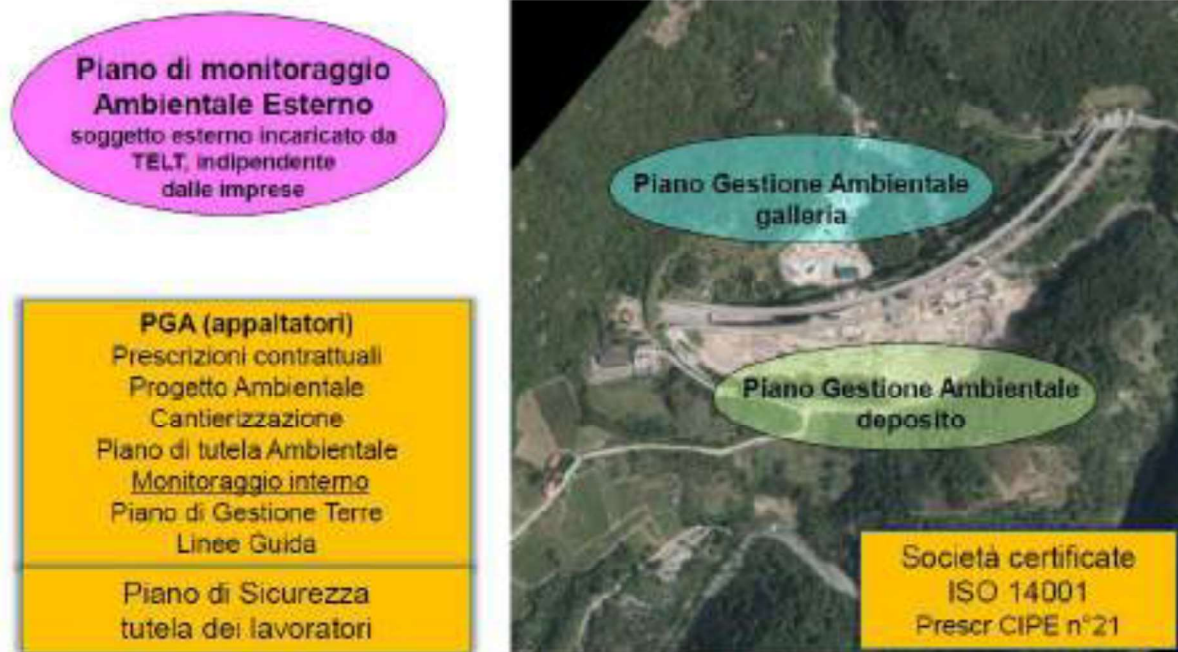 Piano di monitoraggio
Ambientale Esterno
soggetto esterno incaricato da
TELT, indipendente
dalle imprese
PGA (appaltatori)
Prescrizioni contrattuali
Progetto Ambientale
Cantierizzazione
Piano di tutela Ambientale
Monitoraggio interno
Piano di Gestione Terre
Linee Guida
Piano di Sicurezza
tutela dei lavoratori
Piano Gestione Ambientale
galleria
Piano Gestione Ambientale
deposito
Società certificate
ISO 14001
Prescr CIPE n°21